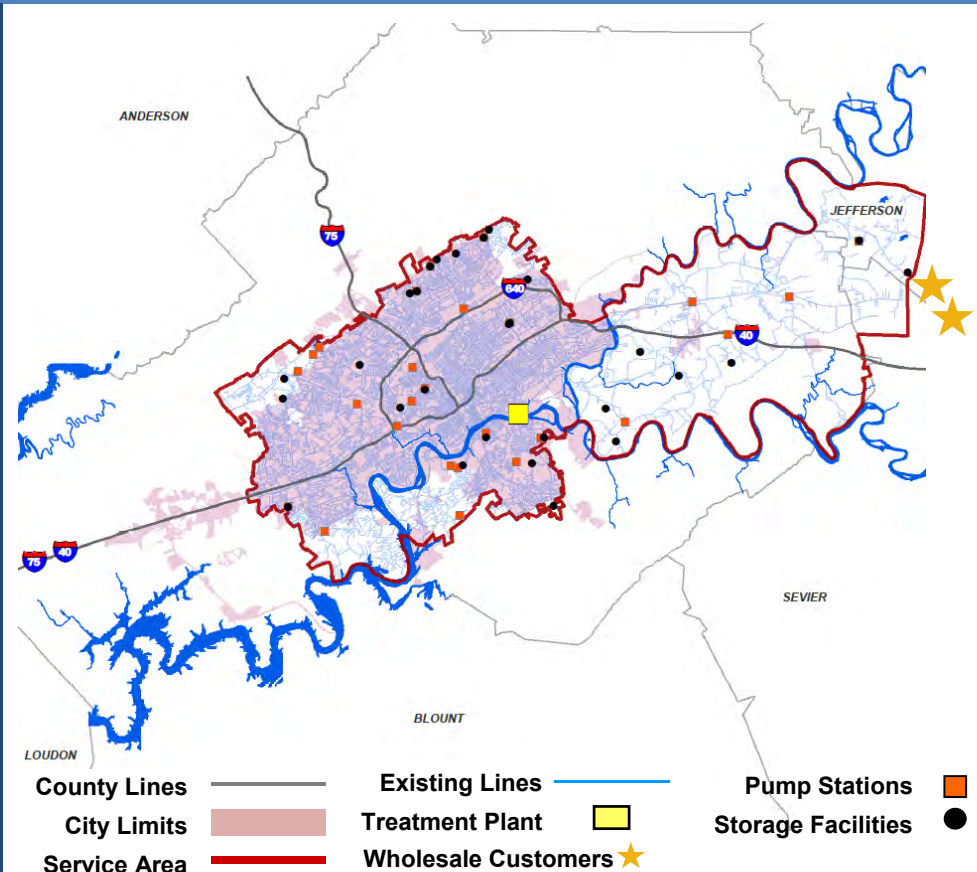 ANDERSON
JEFFERSON
75
640
40
75
40
SEVIER
BLOUNT
LOUDON
County Lines
Existing Lines
Pump Stations
City Limits
Treatment Plant
Storage Facilities
Service Area
Wholesale Customers